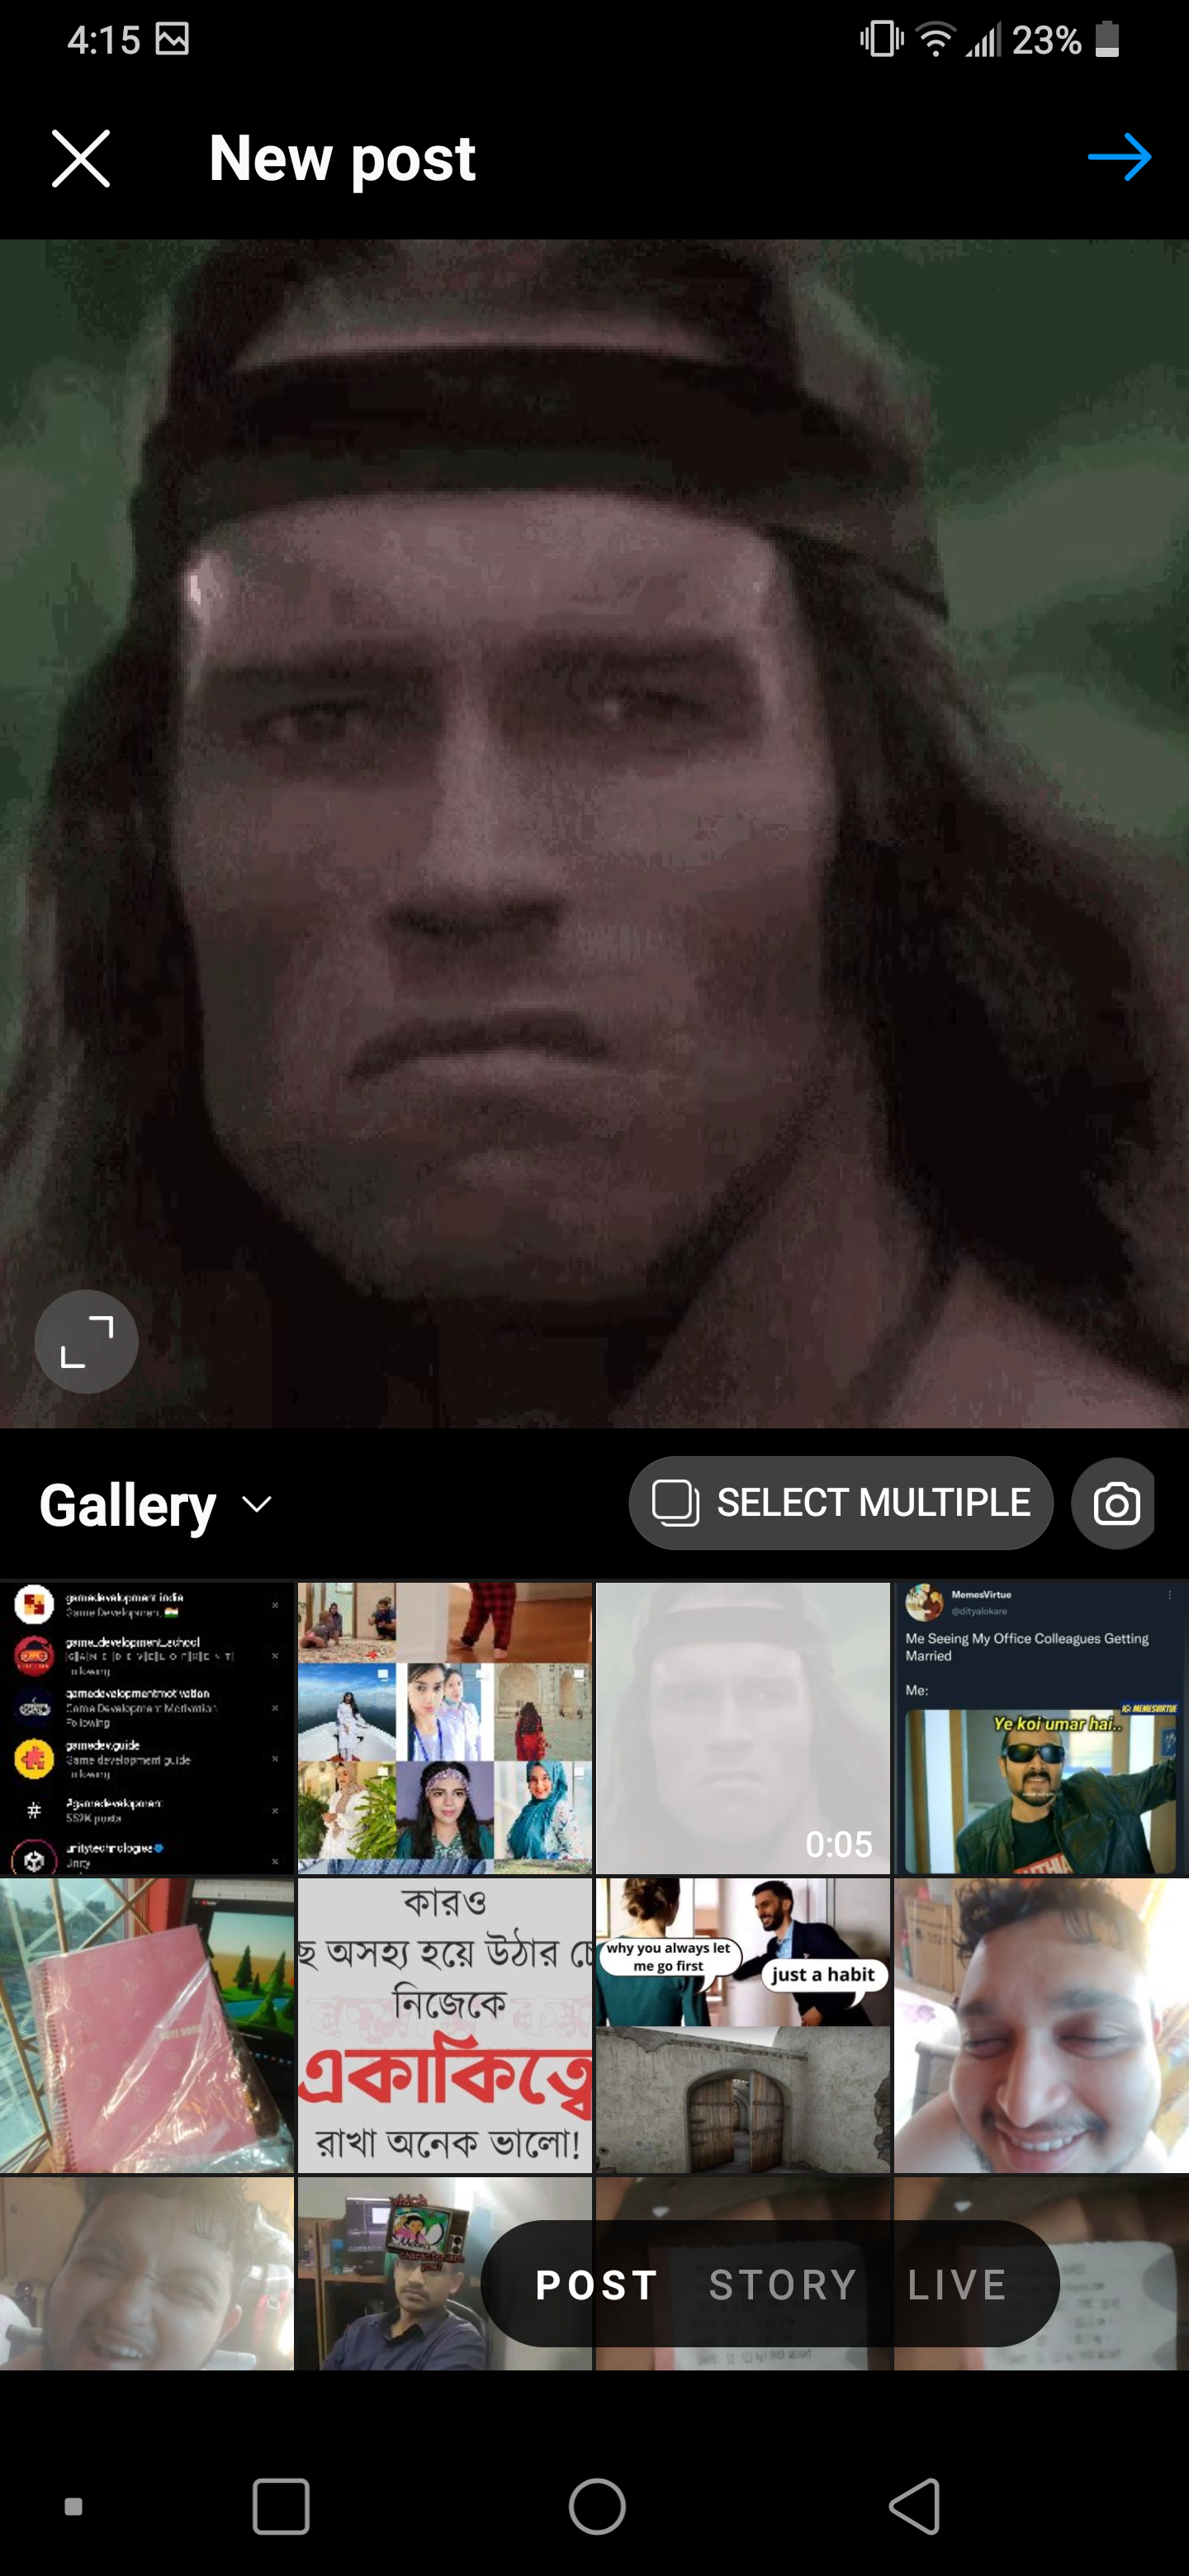 4:15
23%
New post
Gallery
SELECT MULTIPLE
gamedevelopment india
Game Development
game_development_school
Following
gamedevelopmentmotivation
Game Development Motivation
Following
gamedev.guide
Game development guide
Following
#gamedevelopment
posts
unitytechnologies
Unity
0:05
MemesVirtue
@dityalokare
Me Seeing My Office Colleagues Getting
Married
Me:
IG: MEMESVIRTUE
Ye koi umar hai..
কারও
ছ অসহ্য হয়ে উঠার চে
নিজেকে
একাকিত্বে
রাখা অনেক ভালো!
why you always let
me go first
just a habit
POST STORY LIVE